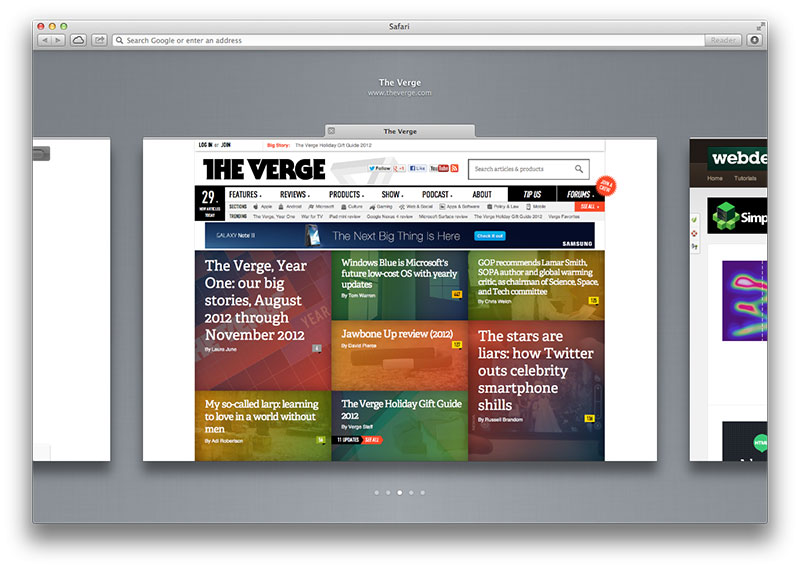 Safari
Search Google or enter an address
Reader
The Verge
www.theverge.com
The Verge
LOG IN or JOIN
Big Story: The Verge Holiday Gift Guide 2012
THE VERGE
Follow
+1
Like
YouTube
Search articles & products
JOIN A
29
NEW ARTICLES
TODAY
FEATURES
REVIEWS
PRODUCTS
SHOW
PODCAST
ABOUT
TIP US
FORUMS
SECTIONS
Apple
Android
Microsoft
Culture
Gaming
Web & Social
Apps & Software
Policy & Law
Mobile
SEE ALL
TRENDING
The Verge, Year One
War for TV
iPad mini review
Google Nexus 4 review
Microsoft Surface review
The Verge Holiday Gift Guide 2012
Verge Favorites
GALAXY Note II
The Next Big Thing Is Here
Check it out
SAMSUNG
The Verge, Year
One: our big
stories, August
2012 through
November 2012
By Laura June
6
YEAR
Windows Blue is Microsoft's
future low-cost OS with yearly
updates
By Tom Warren
447
GOP recommends Lamar Smith,
SOPA author and global warming
critic, as chairman of Science, Space,
and Tech committee
By Chris Welch
Jawbone Up review (2012)
By David Pierce
127
The stars are
liars: how Twitter
outs celebrity
smartphone
shills
By Russell Brandom
My so-called larp: learning
to love in a world without
men
By Adi Robertson
The Verge Holiday Gift Guide
2012
By Verge Staff
11 UPDATES
SEE ALL
webde
Home
Tutorials
Simp
HTML